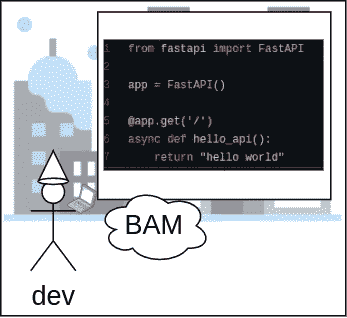 1 from fastapi import FastAPI
2
3 app = FastAPI()
4
5 @app.get('/')
6 async def hello_api():
7 return "hello world"
BAM
dev